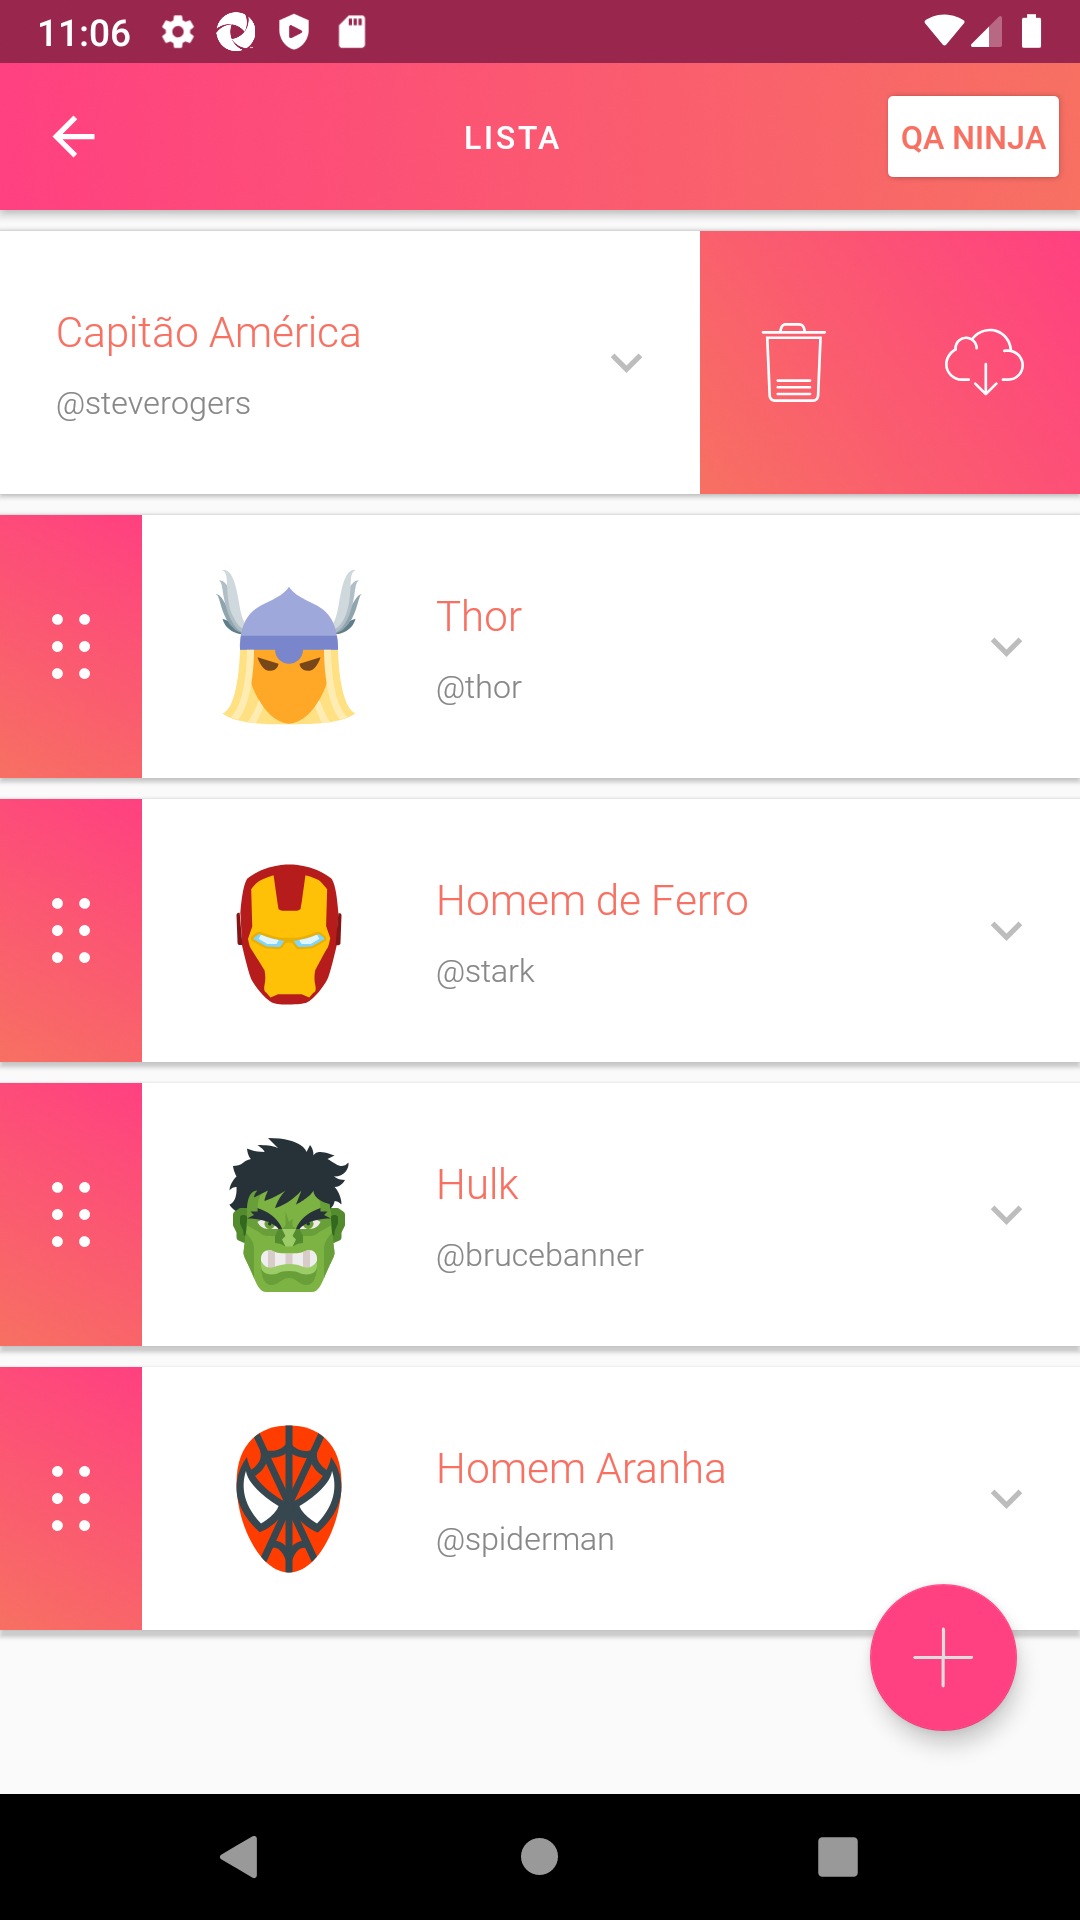 11:06
LISTA
QA NINJA
Capitão América
@steverogers
Thor
@thor
Homem de Ferro
@stark
Hulk
@brucebanner
Homem Aranha
@spiderman